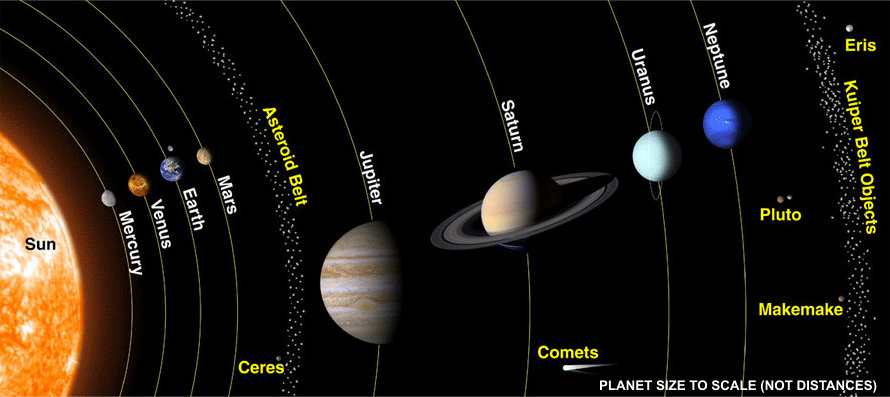 Sun
Mercury
Venus
Earth
Mars
Asteroid Belt
Ceres
Jupiter
Saturn
Comets
Uranus
Neptune
Eris
Kuiper Belt Objects
Pluto
Makemake
PLANET SIZE TO SCALE (NOT DISTANCES)